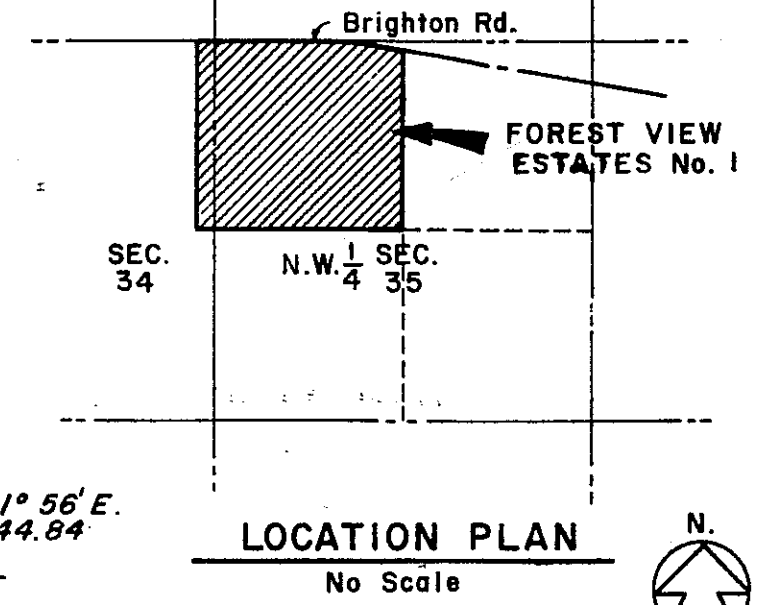 Brighton Rd.
FOREST VIEW
ESTATES No. 1
SEC.
34
N.W. 1/4 SEC.
35
1° 56' E.
44.84
LOCATION PLAN
No Scale
N.